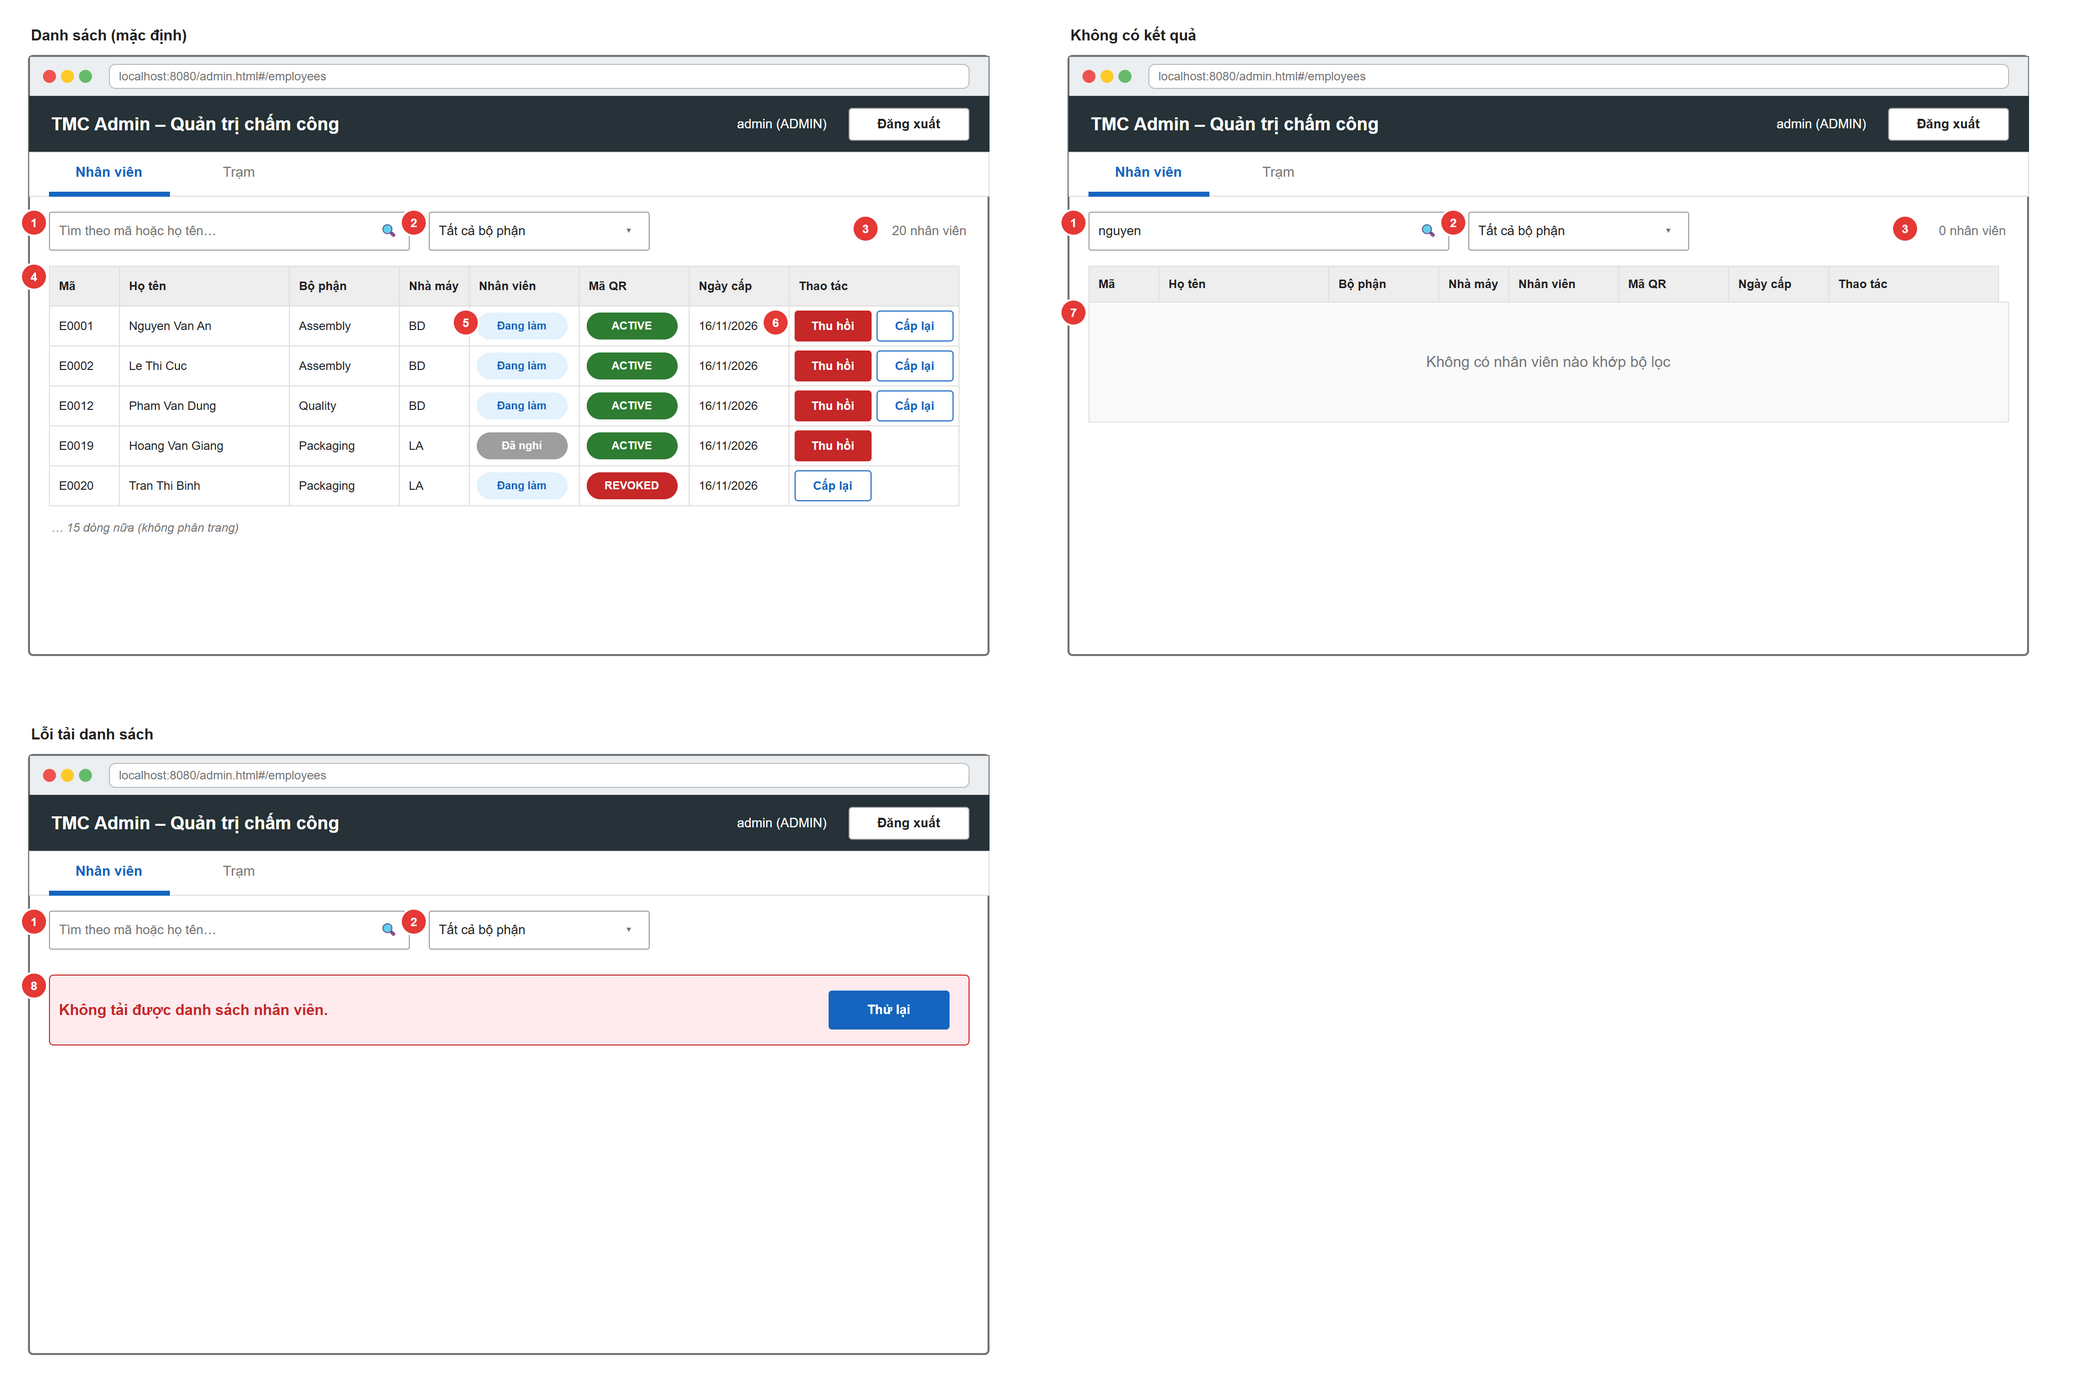 Danh sách (mặc định)
localhost:8080/admin.html#/employees
TMC Admin – Quản trị chấm công
admin (ADMIN)
Đăng xuất
Nhân viên
Trạm
1
Tìm theo mã hoặc họ tên…
2
Tất cả bộ phận
3
20 nhân viên
4
Mã Họ tên Bộ phận Nhà máy Nhân viên Mã QR Ngày cấp Thao tác
E0001 Nguyen Van An Assembly BD 5 Đang làm ACTIVE 16/11/2026 6 Thu hồi Cấp lại
E0002 Le Thi Cuc Assembly BD Đang làm ACTIVE 16/11/2026 Thu hồi Cấp lại
E0012 Pham Van Dung Quality BD Đang làm ACTIVE 16/11/2026 Thu hồi Cấp lại
E0019 Hoang Van Giang Packaging LA Đã nghỉ ACTIVE 16/11/2026 Thu hồi
E0020 Tran Thi Binh Packaging LA Đang làm REVOKED 16/11/2026 Cấp lại
… 15 dòng nữa (không phân trang)
Không có kết quả
localhost:8080/admin.html#/employees
TMC Admin – Quản trị chấm công
admin (ADMIN)
Đăng xuất
Nhân viên
Trạm
1
nguyen
2
Tất cả bộ phận
3
0 nhân viên
Mã Họ tên Bộ phận Nhà máy Nhân viên Mã QR Ngày cấp Thao tác
7
Không có nhân viên nào khớp bộ lọc
Lỗi tải danh sách
localhost:8080/admin.html#/employees
TMC Admin – Quản trị chấm công
admin (ADMIN)
Đăng xuất
Nhân viên
Trạm
1
Tìm theo mã hoặc họ tên…
2
Tất cả bộ phận
8
Không tải được danh sách nhân viên.
Thử lại